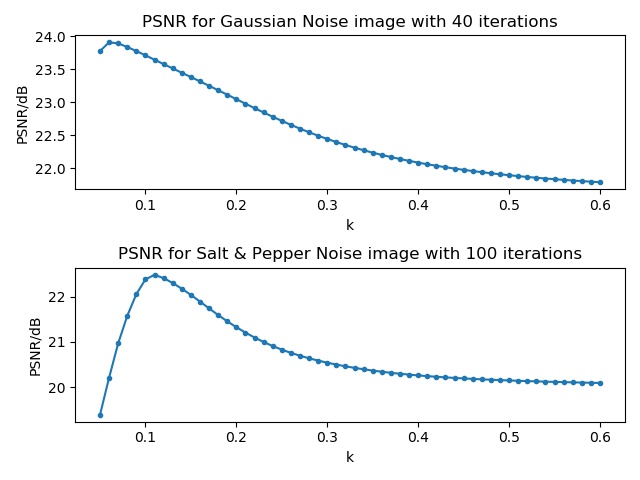 PSNR for Gaussian Noise image with 40 iterations
24.0
23.5
23.0
22.5
22.0
PSNR/dB
0.1 0.2 0.3 0.4 0.5 0.6
k
PSNR for Salt & Pepper Noise image with 100 iterations
22
21
20
PSNR/dB
0.1 0.2 0.3 0.4 0.5 0.6
k